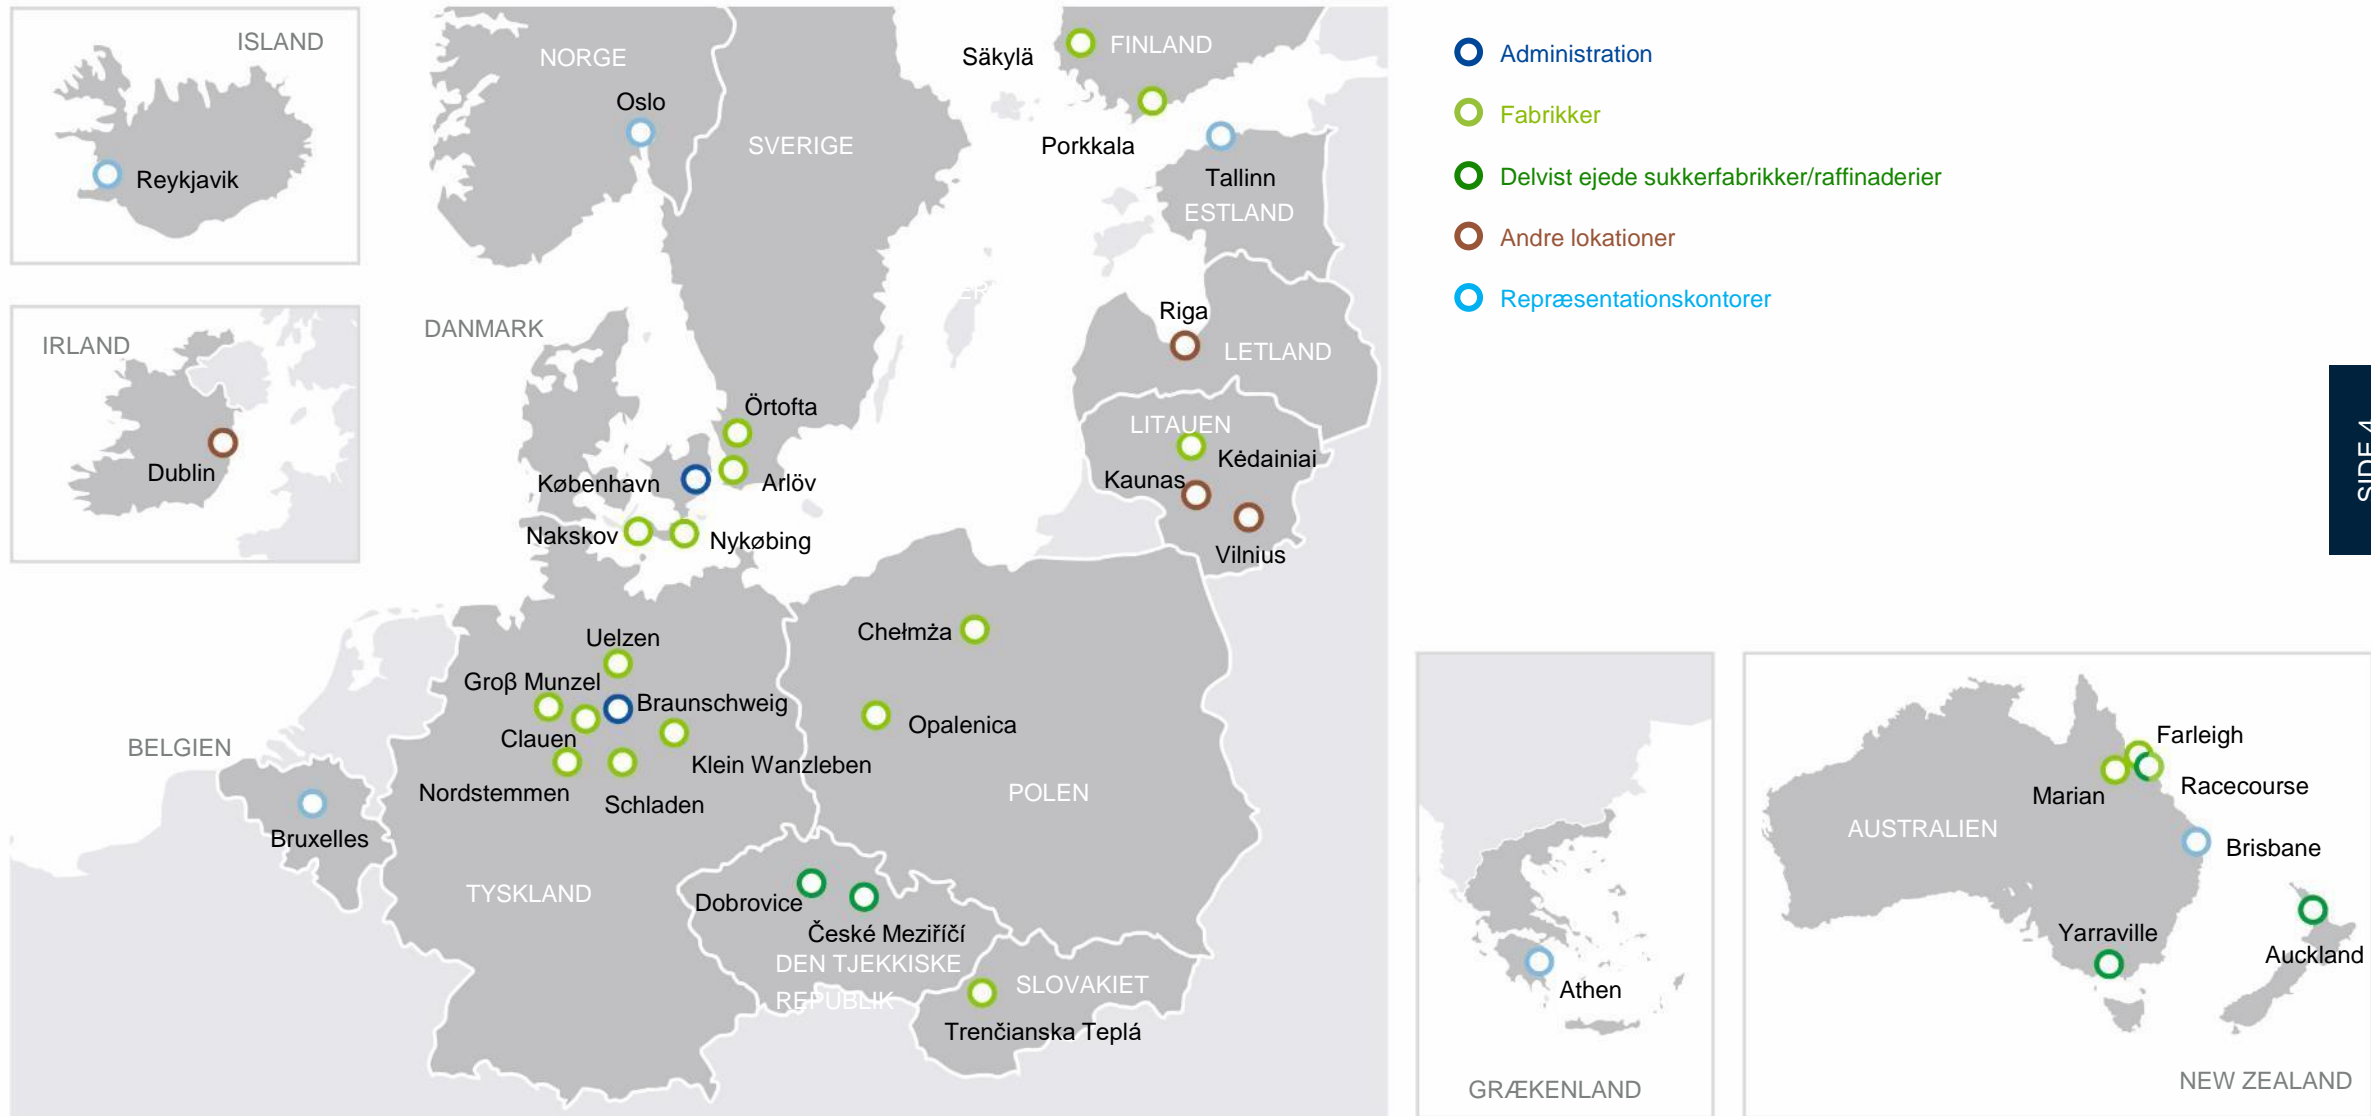 ISLAND
Reykjavik
IRLAND
Dublin
NORGE
Oslo
SVERIGE
Säkylä
FINLAND
Porkkala
Tallinn
ESTLAND
Riga
LETLAND
LITAUEN
Kėdainiai
Kaunas
Vilnius
DANMARK
Örtofta
København
Arlöv
Nakskov
Nykøbing
Uelzen
Groβ Munzel
Braunschweig
Clauen
Klein Wanzleben
Nordstemmen
Schladen
Chełmża
Opalenica
POLEN
BELGIEN
Bruxelles
TYSKLAND
Dobrovice
České Meziříčí
DEN TJEKKISKE
REPUBLIK
SLOVAKIET
Trenčianska Teplá
Administration
Fabrikker
Delvist ejede sukkerfabrikker/raffinaderier
Andre lokationer
Repræsentationskontorer
SIDE 4
Athen
GRÆKENLAND
Farleigh
Racecourse
Marian
AUSTRALIEN
Brisbane
Yarraville
Auckland
NEW ZEALAND